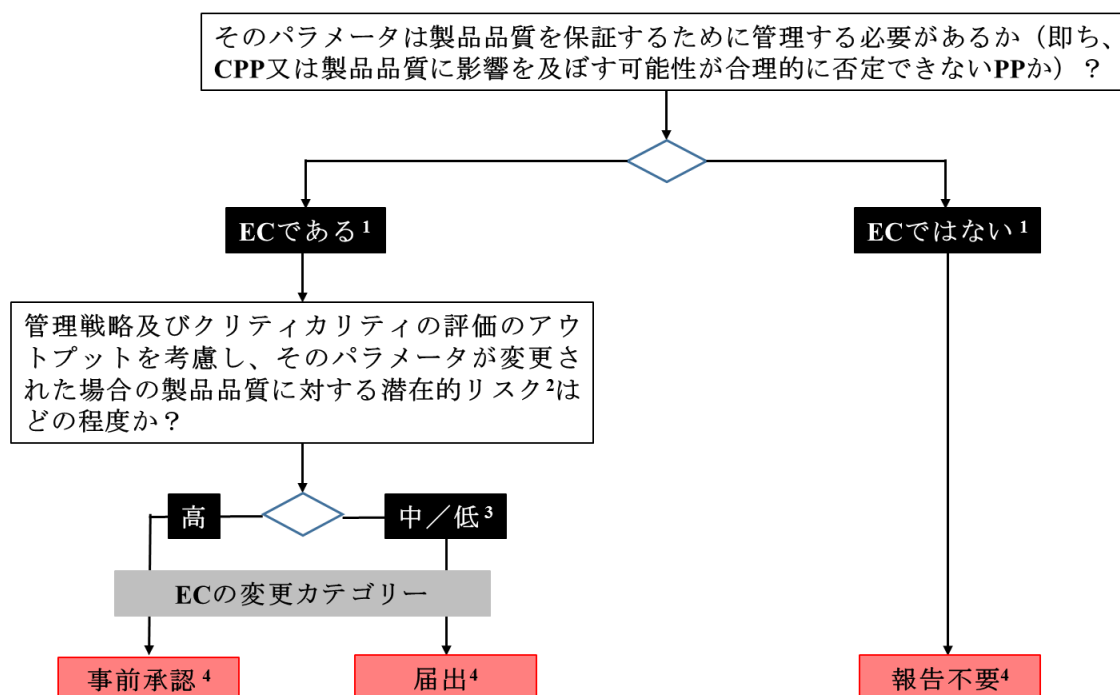 そのパラメータは製品品質を保証するために管理する必要があるか（即ち、
CPP又は製品品質に影響を及ぼす可能性が合理的に否定できないPPか）？
ECである1
ECではない1
管理戦略及びクリティカリティの評価のアウ
トプットを考慮し、そのパラメータが変更さ
れた場合の製品品質に対する潜在的リスク2は
どの程度か？
高
中／低3
ECの変更カテゴリー
事前承認4
届出4
報告不要4